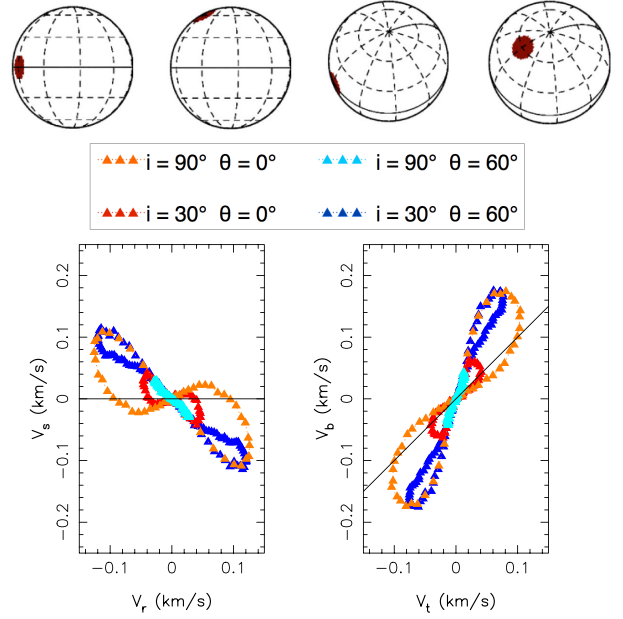 i = 90° θ = 0° i = 90° θ = 60°
i = 30° θ = 0° i = 30° θ = 60°
0.2 0.2
0.1 0.1
0 0
−0.1 −0.1
−0.2 −0.2
V_s (km/s) V_b (km/s)
−0.1 0 0.1 −0.1 0 0.1
V_r (km/s) V_t (km/s)